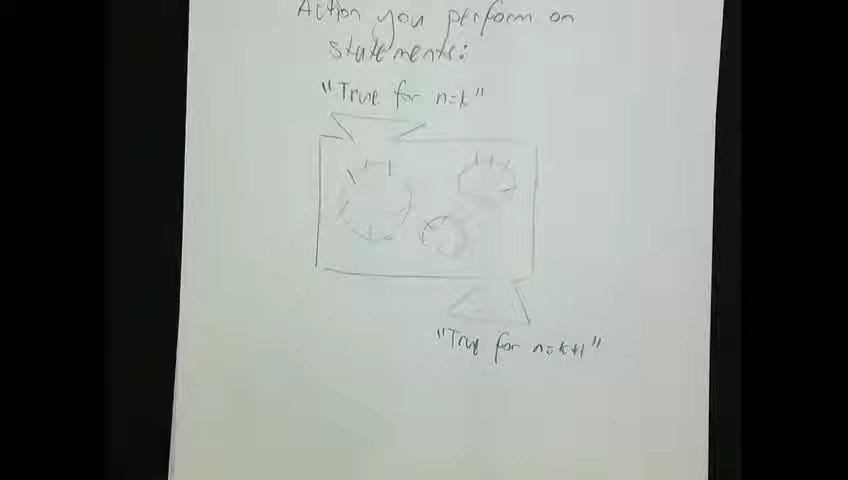 Action you perform on
statements:
"True for n=k"
"True for n=k+1"